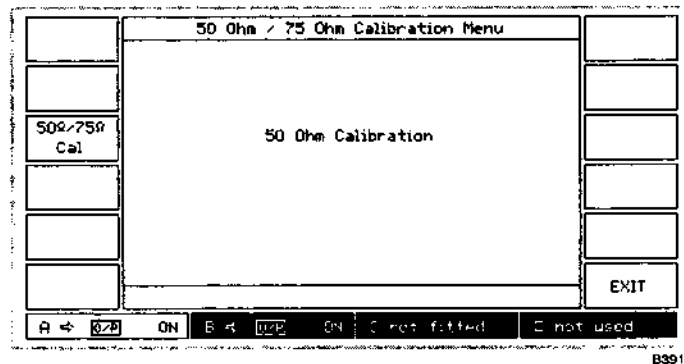 50 Ohm / 75 Ohm Calibration Menu
50Ω/75Ω
Cal
50 Ohm Calibration
EXIT
A ⇨ O/P ON B ⇨ O/P ON C not fitted C not used
B3391